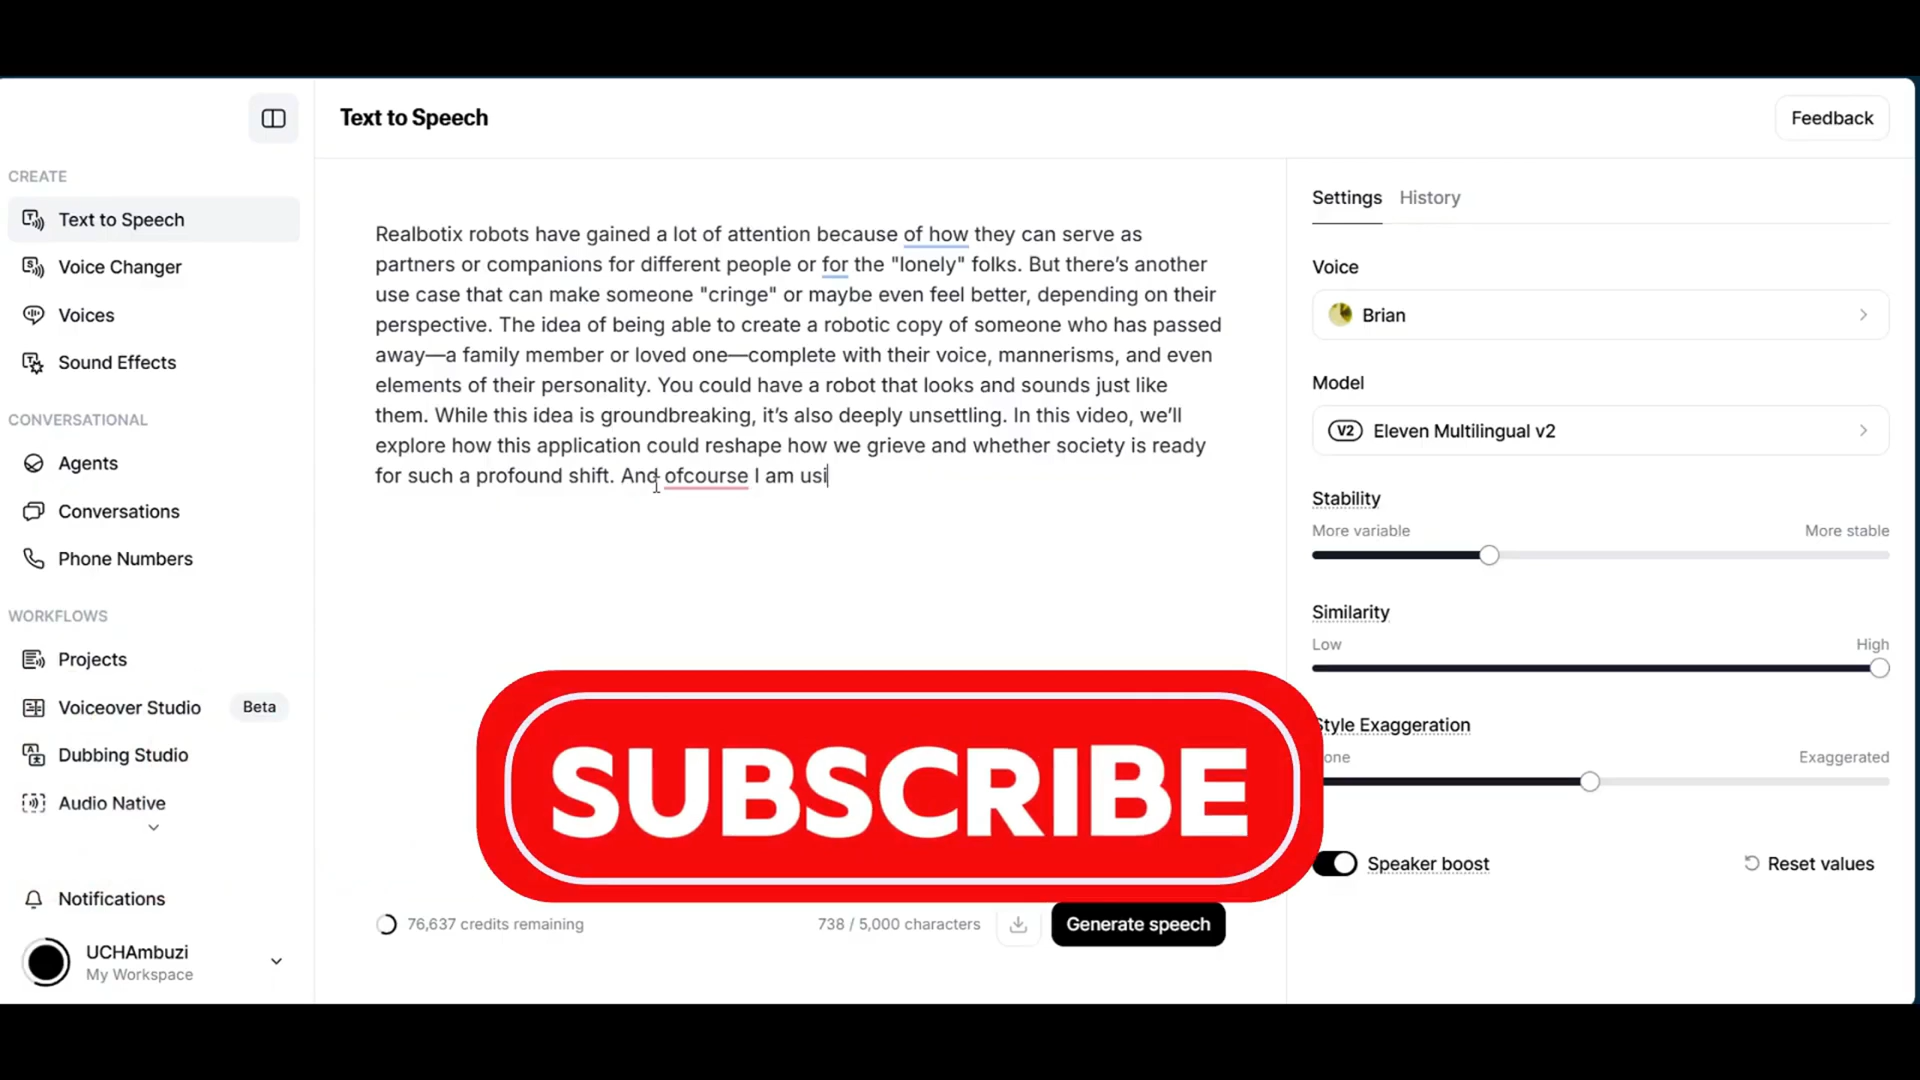 Text to Speech
Feedback
CREATE
Text to Speech
Voice Changer
Voices
Sound Effects
CONVERSATIONAL
Agents
Conversations
Phone Numbers
WORKFLOWS
Projects
Voiceover Studio Beta
Dubbing Studio
Audio Native
Notifications
UCHAmbuzi
My Workspace
Realbotix robots have gained a lot of attention because of how they can serve as
partners or companions for different people or for the "lonely" folks. But there’s another
use case that can make someone "cringe" or maybe even feel better, depending on their
perspective. The idea of being able to create a robotic copy of someone who has passed
away—a family member or loved one—complete with their voice, mannerisms, and even
elements of their personality. You could have a robot that looks and sounds just like
them. While this idea is groundbreaking, it’s also deeply unsettling. In this video, we’ll
explore how this application could reshape how we grieve and whether society is ready
for such a profound shift. And ofcourse I am usi
SUBSCRIBE
76,637 credits remaining
738 / 5,000 characters
Generate speech
Settings History
Voice
Brian
Model
V2 Eleven Multilingual v2
Stability
More variable More stable
Similarity
Low High
Style Exaggeration
one Exaggerated
Speaker boost
Reset values